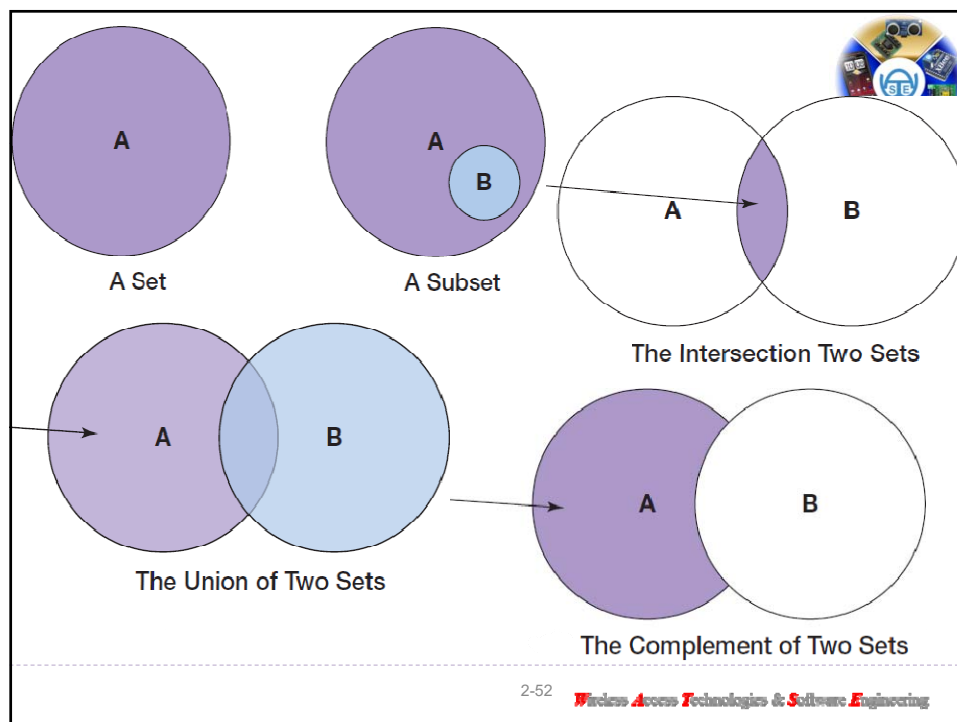 A
A Set
A
B
A Subset
S T E
A
B
The Intersection Two Sets
A
B
The Union of Two Sets
A
B
The Complement of Two Sets
2-52
Wireless Access Technologies & Software Engineering